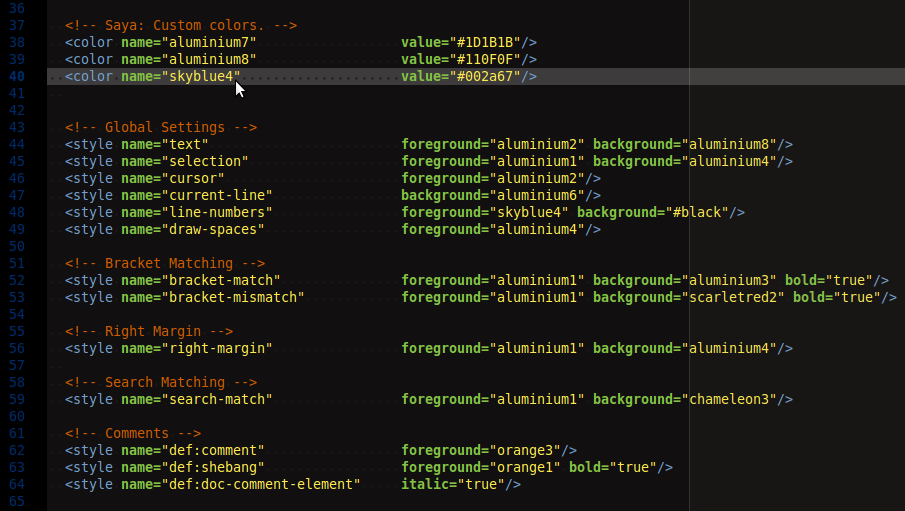 36
37 <!-- Saya: Custom colors. -->
38 <color name="aluminium7" value="#1D1B1B"/>
39 <color name="aluminium8" value="#110F0F"/>
40 <color name="skyblue4" value="#002a67"/>
41
42
43 <!-- Global Settings -->
44 <style name="text" foreground="aluminium2" background="aluminium8"/>
45 <style name="selection" foreground="aluminium1" background="aluminium4"/>
46 <style name="cursor" foreground="aluminium2"/>
47 <style name="current-line" background="aluminium6"/>
48 <style name="line-numbers" foreground="skyblue4" background="#black"/>
49 <style name="draw-spaces" foreground="aluminium4"/>
50
51 <!-- Bracket Matching -->
52 <style name="bracket-match" foreground="aluminium1" background="aluminium3" bold="true"/>
53 <style name="bracket-mismatch" foreground="aluminium1" background="scarletred2" bold="true"/>
54
55 <!-- Right Margin -->
56 <style name="right-margin" foreground="aluminium1" background="aluminium4"/>
57
58 <!-- Search Matching -->
59 <style name="search-match" foreground="aluminium1" background="chameleon3"/>
60
61 <!-- Comments -->
62 <style name="def:comment" foreground="orange3"/>
63 <style name="def:shebang" foreground="orange1" bold="true"/>
64 <style name="def:doc-comment-element" italic="true"/>
65